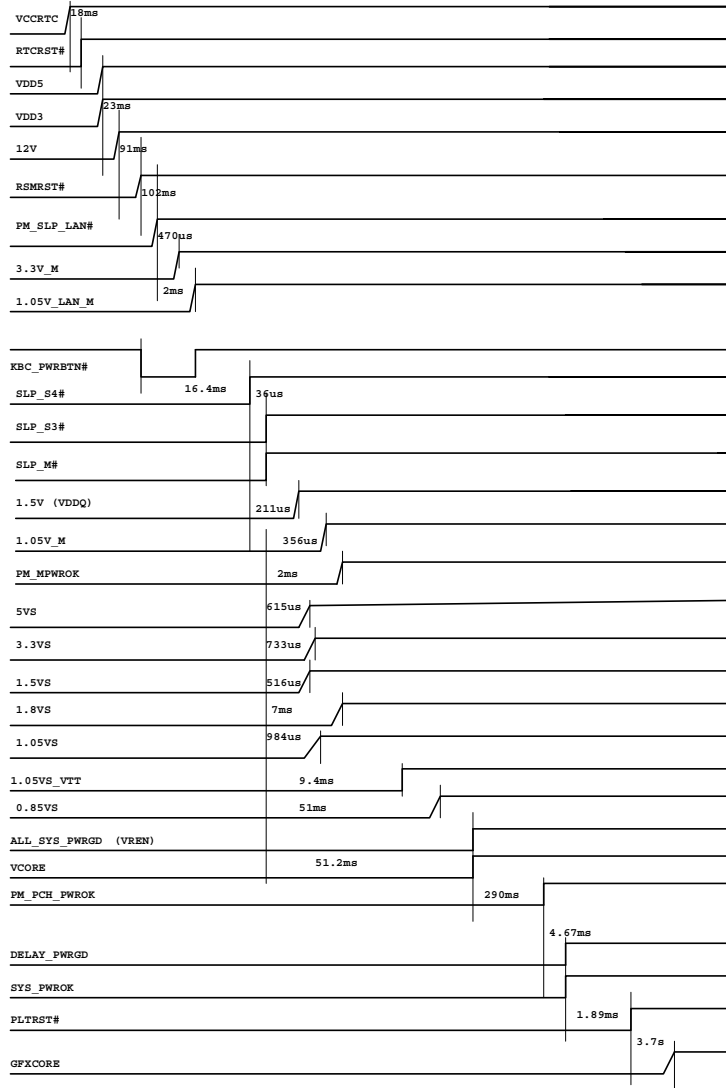 VCCRTC
18ms
RTCRST#
VDD5
VDD3
23ms
12V
91ms
RSMRST#
102ms
PM_SLP_LAN#
470us
3.3V_M
2ms
1.05V_LAN_M
KBC_PWRBTN#
16.4ms
SLP_S4#
36us
SLP_S3#
SLP_M#
1.5V (VDDQ)
211us
1.05V_M
356us
PM_MPWROK
2ms
5VS
615us
3.3VS
733us
1.5VS
516us
1.8VS
7ms
1.05VS
984us
1.05VS_VTT
9.4ms
0.85VS
51ms
ALL_SYS_PWRGD (VREN)
51.2ms
VCORE
PM_PCH_PWROK
290ms
4.67ms
DELAY_PWRGD
SYS_PWROK
1.89ms
PLTRST#
3.7s
GFXCORE